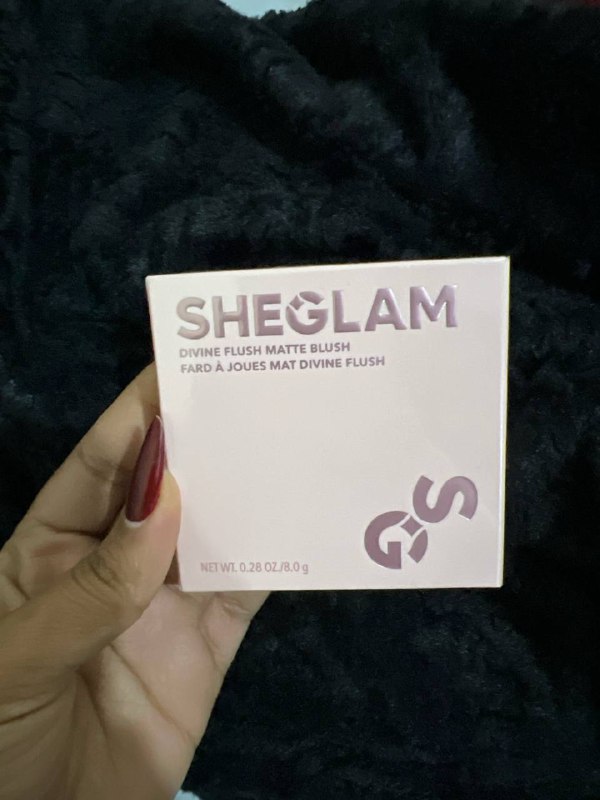 SHEGLAM
DIVINE FLUSH MATTE BLUSH
FARD À JOUES MAT DIVINE FLUSH
GS
NET WT. 0.28 OZ./8.0 g